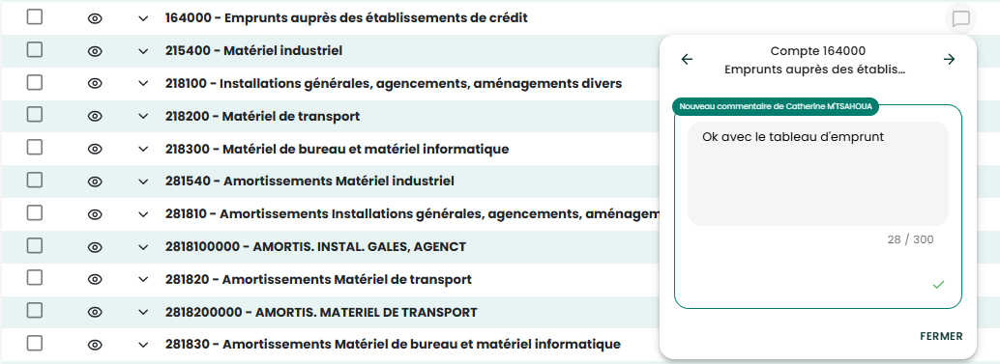 164000 - Emprunts auprès des établissements de crédit
215400 - Matériel industriel
218100 - Installations générales, agencements, aménagements divers
218200 - Matériel de transport
218300 - Matériel de bureau et matériel informatique
281540 - Amortissements Matériel industriel
281810 - Amortissements Installations générales, agencements, aménagem
2818100000 - AMORTIS. INSTAL. GALES, AGENCT
281820 - Amortissements Matériel de transport
2818200000 - AMORTIS. MATERIEL DE TRANSPORT
281830 - Amortissements Matériel de bureau et matériel informatique
Compte 164000
Emprunts auprès des établis...
Nouveau commentaire de Catherine M'TSAHOUA
Ok avec le tableau d'emprunt
28 / 300
FERMER